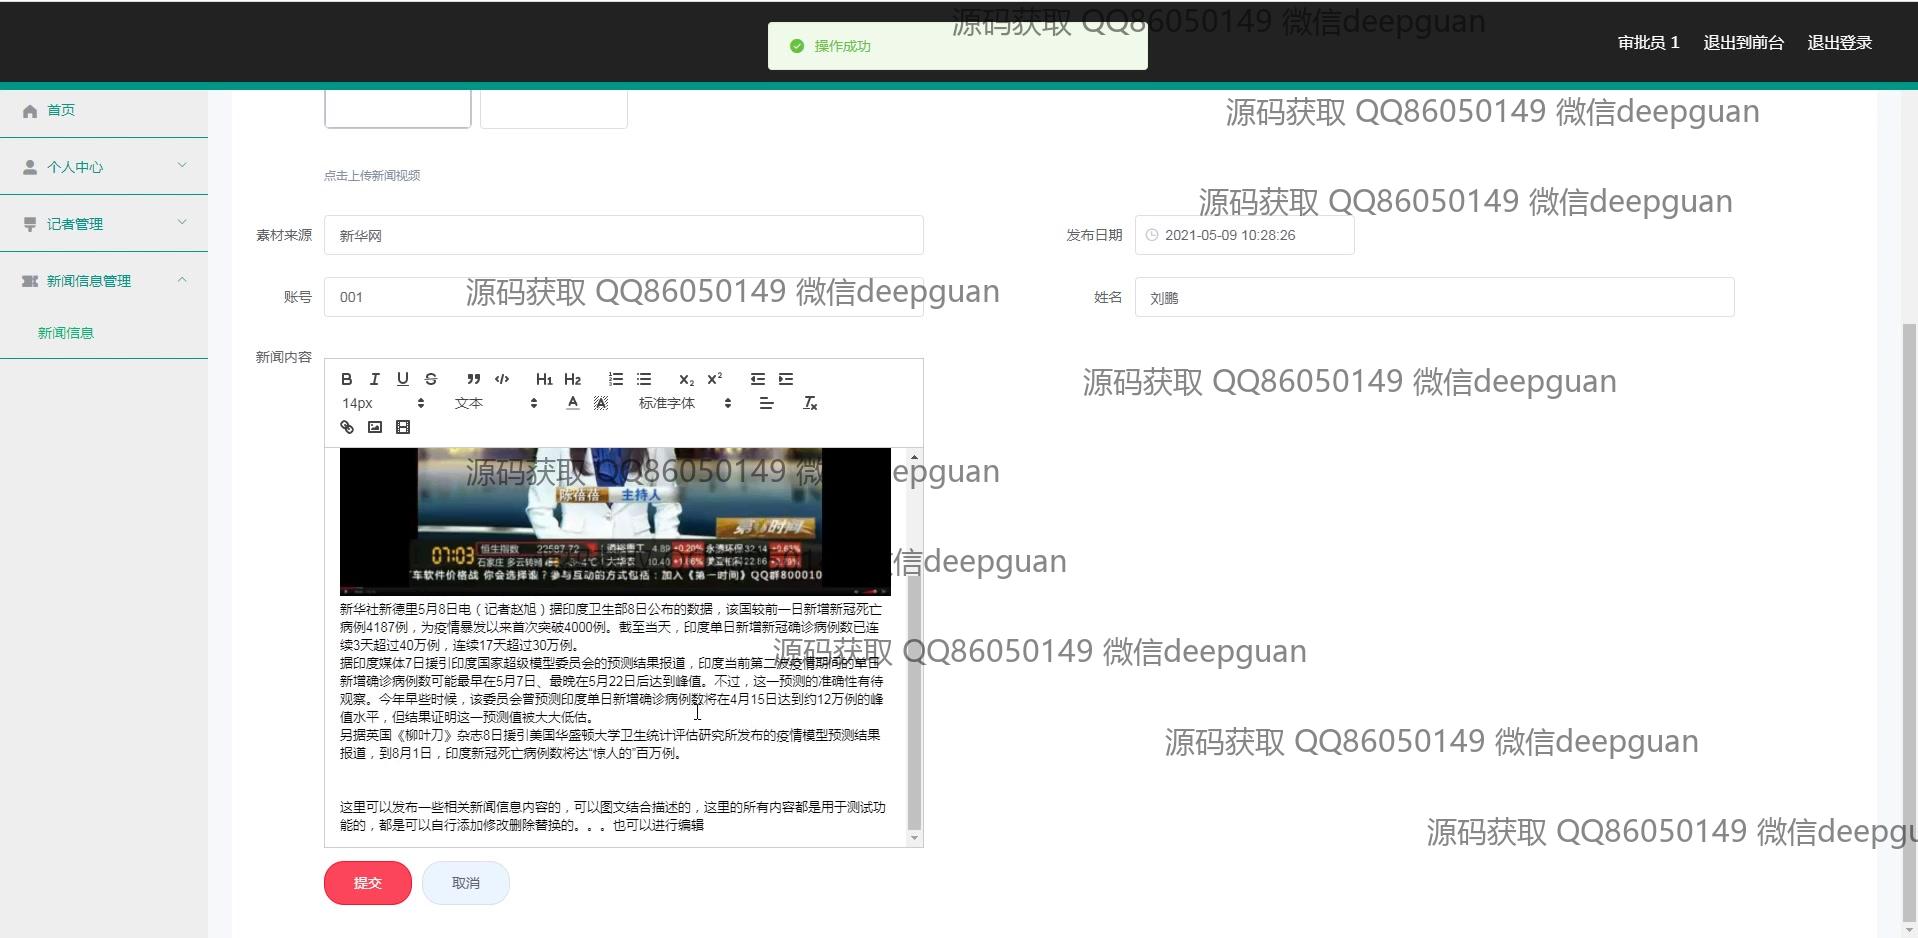 源码获取 QQ86050149 微信deepguan
操作成功
审批员 1 退出到前台 退出登录
首页
源码获取 QQ86050149 微信deepguan
个人中心
点击上传新闻视频
源码获取 QQ86050149 微信deepguan
记者管理
素材来源 新华网 发布日期 2021-05-09 10:28:26
新闻信息管理
源码获取 QQ86050149 微信deepguan
账号 001 姓名 刘鹏
新闻信息
新闻内容
源码获取 QQ86050149 微信deepguan
B I U S ” </> H1 H2 X2 X2
14px 文本 A A 标准字体 Tx
源码获取 QQ86050149 微 eepguan
陈蓓蓓 主持人
07:03 恒生指数 22587.72
石家庄 多云转晴
车软件价格战 你会选择谁？参与互动的方式包括：加入《第一时间》QQ群800010
信deepguan
新华社新德里5月8日电（记者赵旭）据印度卫生部8日公布的数据，该国较前一日新增新冠死亡
病例4187例，为疫情暴发以来首次突破4000例。截至当天，印度单日新增新冠确诊病例数已连
续3天超过40万例，连续17天超过30万例。
源码获取 QQ86050149 微信deepguan
据印度媒体7日援引印度国家超级模型委员会的预测结果报道，印度当前第二波疫情期间的单日
新增确诊病例数可能最早在5月7日、最晚在5月22日后达到峰值。不过，这一预测的准确性有待
观察。今年早些时候，该委员会曾预测印度单日新增确诊病例数将在4月15日达到约12万例的峰
值水平，但结果证明这一预测值被大大低估。
另据英国《柳叶刀》杂志8日援引美国华盛顿大学卫生统计评估研究所发布的疫情模型预测结果
报道，到8月1日，印度新冠死亡病例数将达“惊人的”百万例。
源码获取 QQ86050149 微信deepguan
这里可以发布一些相关新闻信息内容的，可以图文结合描述的，这里的所有内容都是用于测试功
能的，都是可以自行添加修改删除替换的。。。也可以进行编辑
源码获取 QQ86050149 微信deepgu
提交 取消